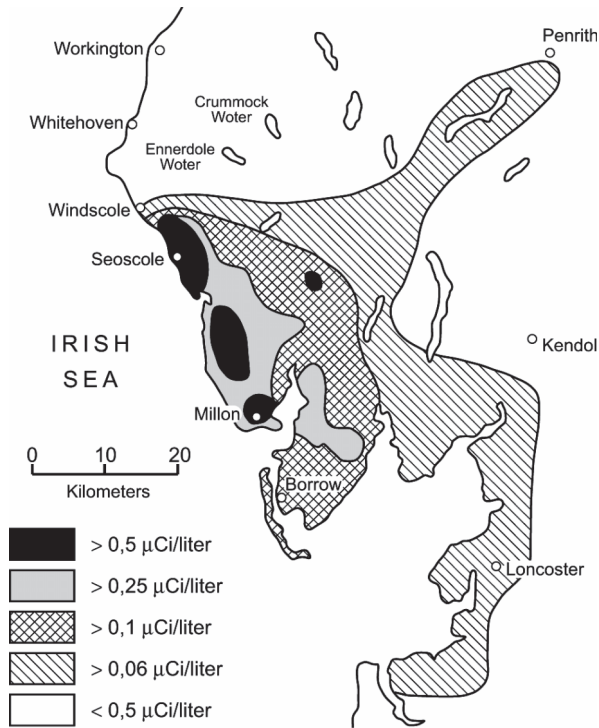 Workington
Penrith
Crummock
Woter
Whitehoven
Ennerdole
Woter
Windscole
Seoscole
IRISH
SEA
Kendol
Millon
0 10 20
Kilometers
Borrow
Loncoster
> 0,5 μCi/liter
> 0,25 μCi/liter
> 0,1 μCi/liter
> 0,06 μCi/liter
< 0,5 μCi/liter